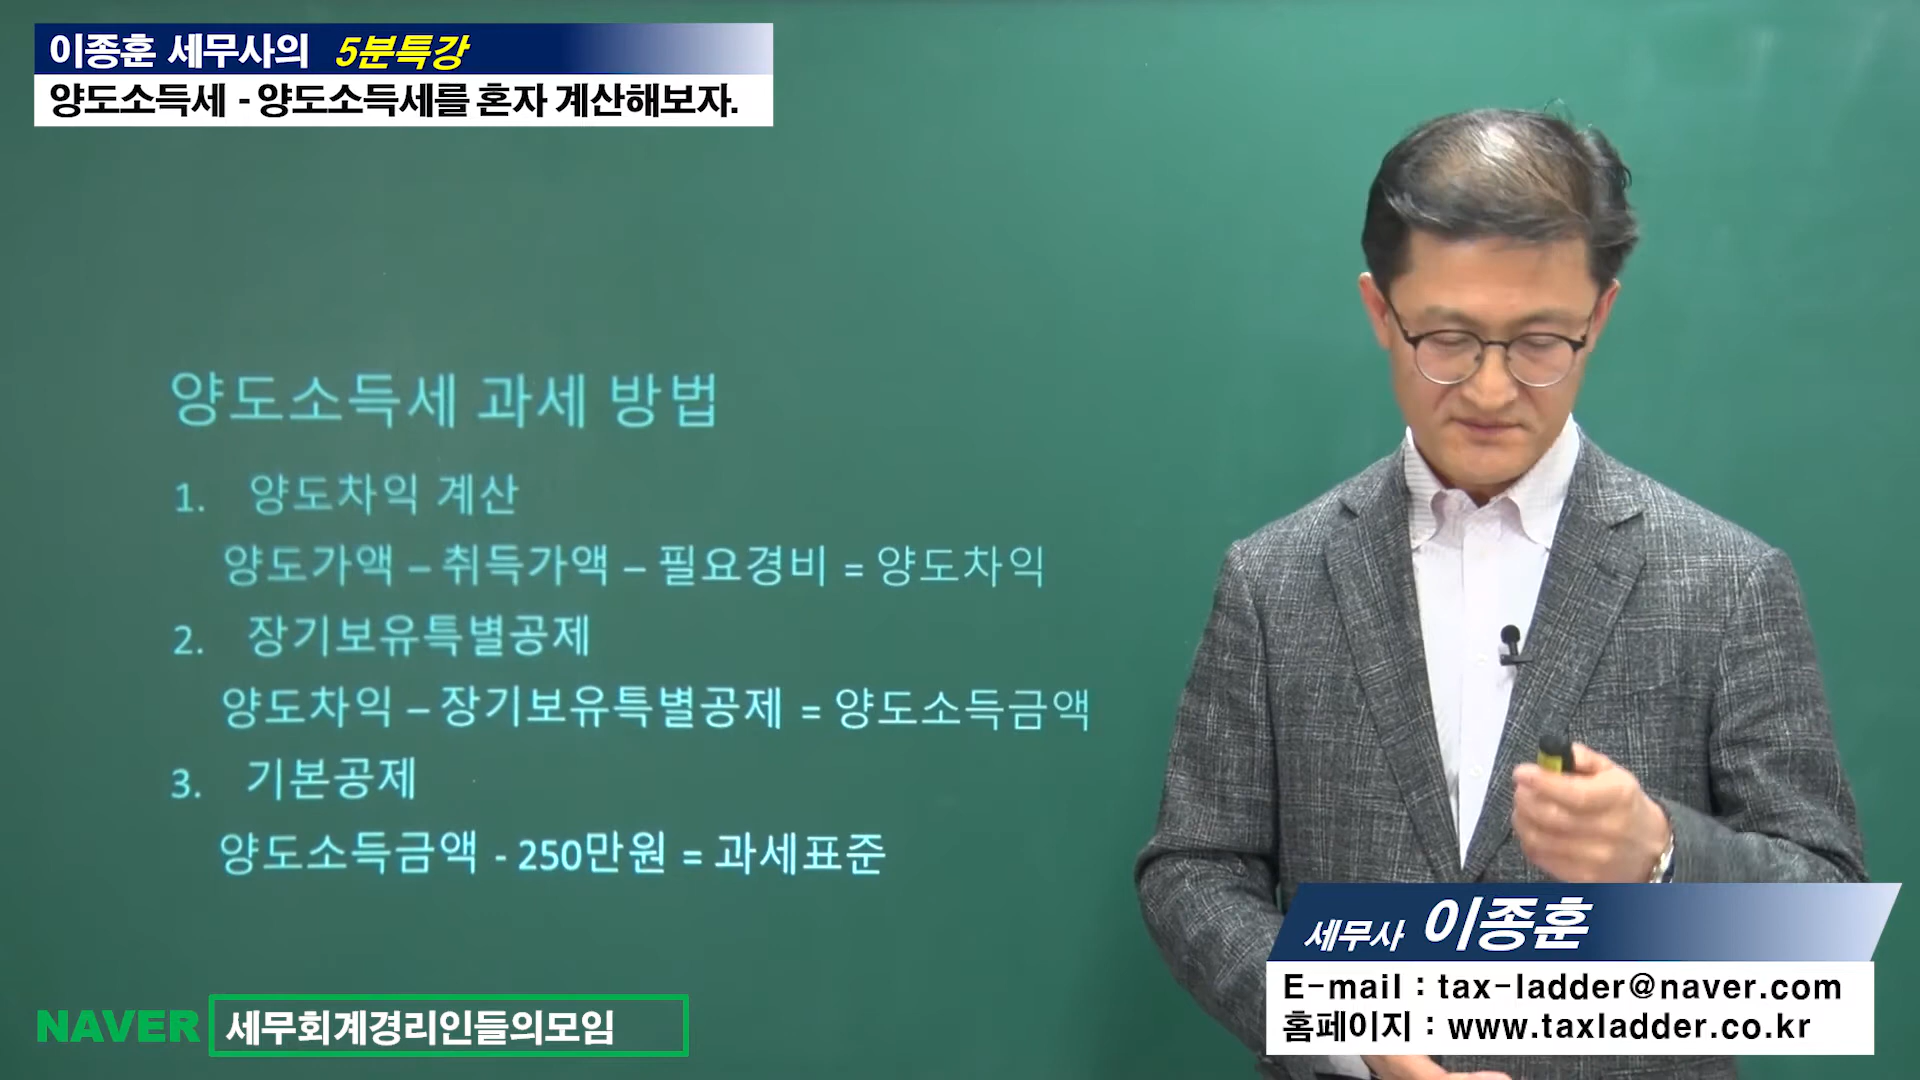 이종훈 세무사의 5분특강
양도소득세 - 양도소득세를 혼자 계산해보자.
양도소득세 과세 방법
1. 양도차익 계산
양도가액 – 취득가액 – 필요경비 = 양도차익
2. 장기보유특별공제
양도차익 – 장기보유특별공제 = 양도소득금액
3. 기본공제
양도소득금액 - 250만원 = 과세표준
세무사 이종훈
E-mail : tax-ladder@naver.com
홈페이지 : www.taxladder.co.kr
NAVER 세무회계경리인들의모임